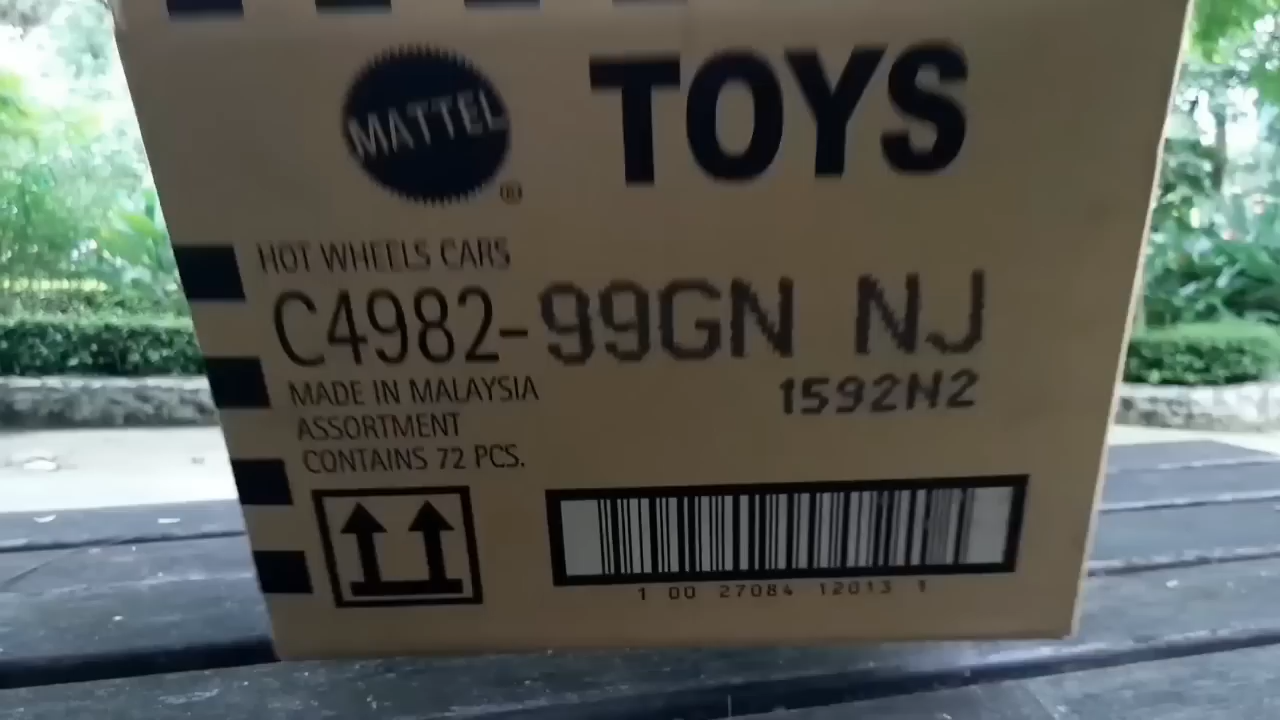 MATTEL ® TOYS
HOT WHEELS CARS
C4982-99GN NJ
MADE IN MALAYSIA
1592N2
ASSORTMENT
CONTAINS 72 PCS.
1 00 27084 12013